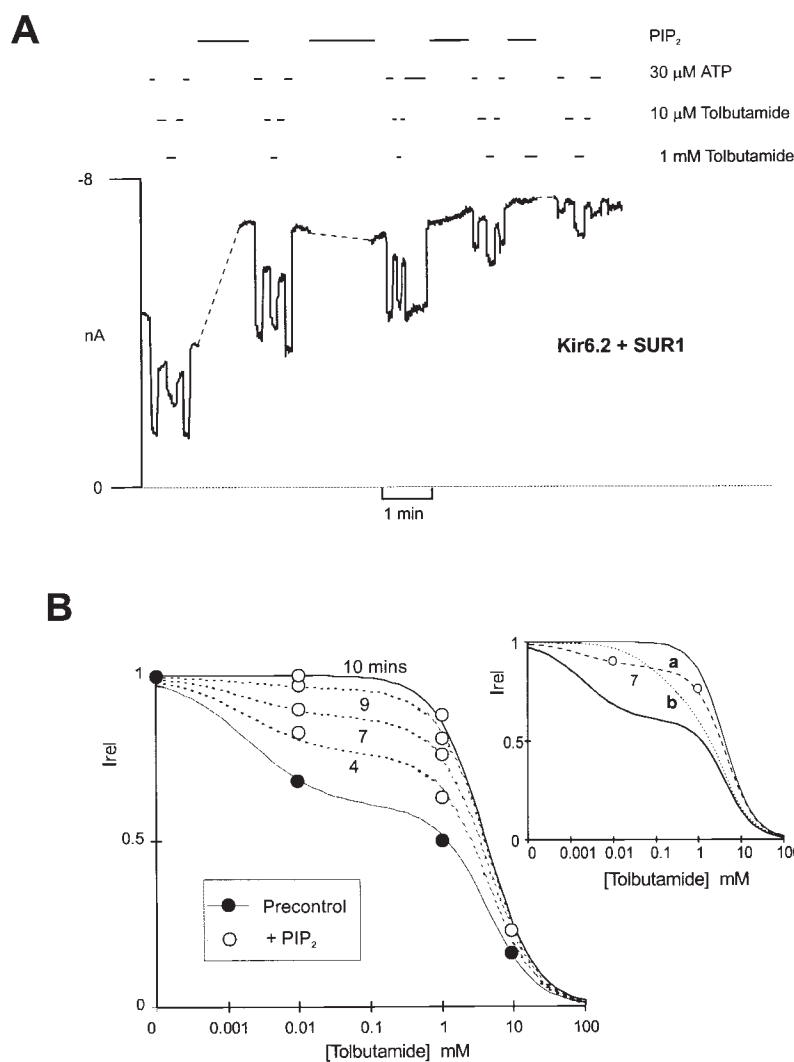 A
PIP₂
30 µM ATP
10 µM Tolbutamide
1 mM Tolbutamide
-8
nA
Kir6.2 + SUR1
0
1 min
B
1
Irel
0.5
0
10 mins
9
7
4
Precontrol
+ PIP₂
0 0.001 0.01 0.1 1 10 100
[Tolbutamide] mM
1
Irel
0.5
0
a
7
b
0 0.001 0.01 0.1 1 10 100
[Tolbutamide] mM